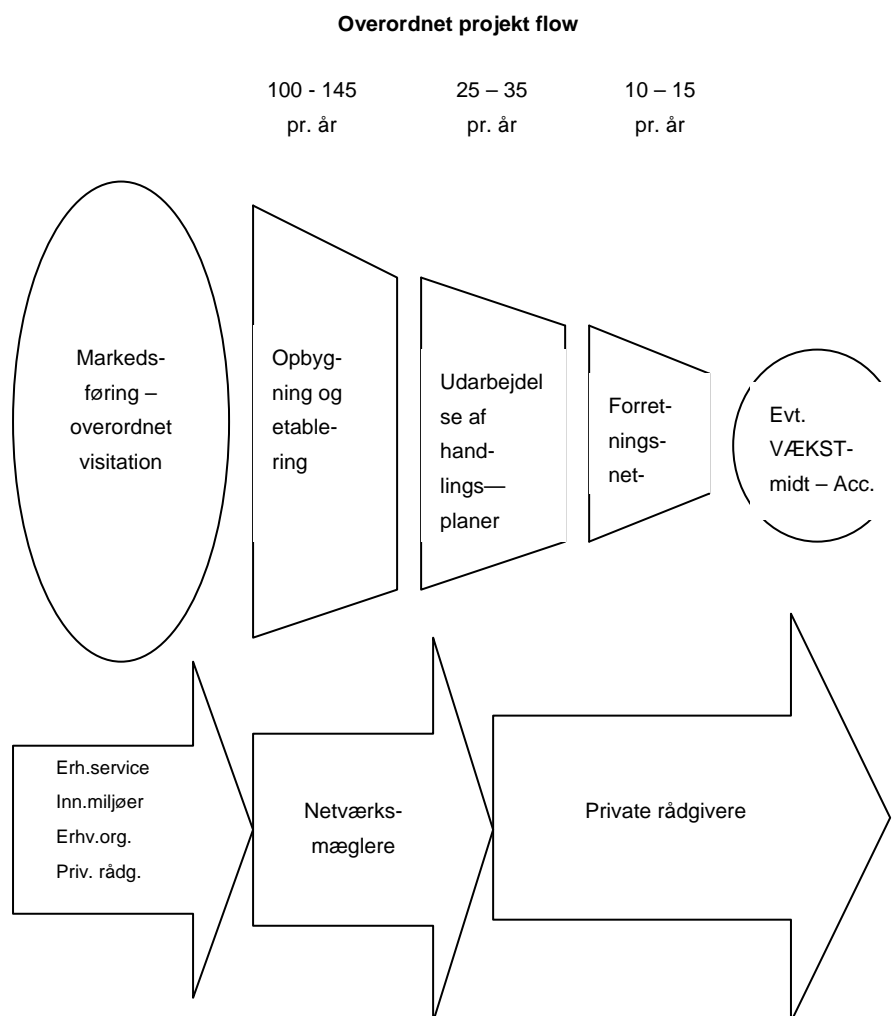 Overordnet projekt flow
100 - 145
pr. år
25 – 35
pr. år
10 – 15
pr. år
Markeds-
føring –
overordnet
visitation
Opbyg-
ning og
etable-
ring
Udarbejdel
se af
hand-
lings—
planer
Forret-
nings-
net-
Evt.
VÆKST-
midt – Acc.
Erh.service
Inn.miljøer
Erhv.org.
Priv. rådg.
Netværks-
mæglere
Private rådgivere